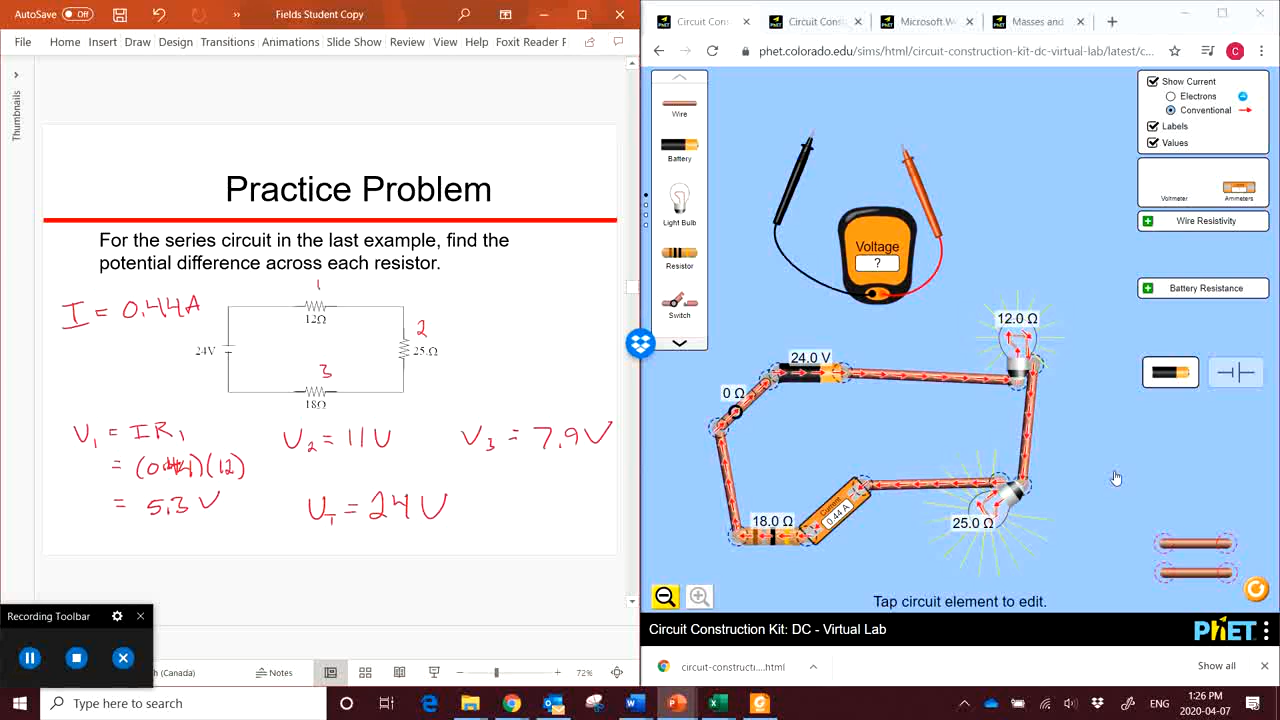 AutoSave Off
Fields Student Copy
File Home Insert Draw Design Transitions Animations Slide Show Review View Help Foxit Reader P
Thumbnails
Practice Problem
For the series circuit in the last example, find the
potential difference across each resistor.
I = 0.44A
1
12Ω
2
24V
25Ω
3
18Ω
V₁ = IR₁
= (0.44)(12)
= 5.3 V
V₂ = 11V
V₃ = 7.9V
V_T = 24V
Recording Toolbar
(Canada)
Notes
72%
Circuit Cons
Circuit Cons
Microsoft W
Masses and
phet.colorado.edu/sims/html/circuit-construction-kit-dc-virtual-lab/latest/c...
C
Wire
Battery
Light Bulb
Resistor
Switch
Voltage
?
Show Current
Electrons
Conventional
Labels
Values
Voltmeter
Ammeters
Wire Resistivity
Battery Resistance
12.0 Ω
24.0 V
0 Ω
18.0 Ω
Current
0.44 A
25.0 Ω
Tap circuit element to edit.
Circuit Construction Kit: DC - Virtual Lab
PhET
circuit-constructi....html
Show all
Type here to search
ENG
1:26 PM
2020-04-07